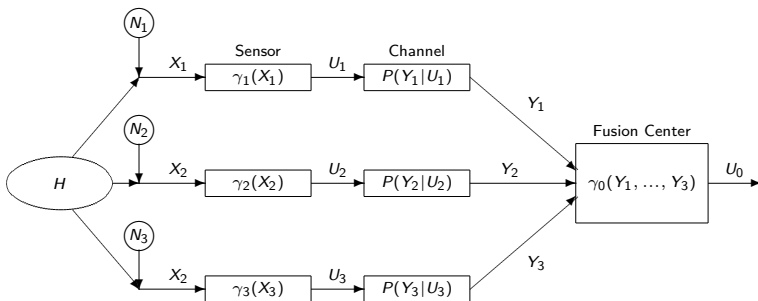 N₁
Sensor
Channel
X₁
γ₁(X₁)
U₁
P(Y₁|U₁)
Y₁
N₂
Fusion Center
H
X₂
γ₂(X₂)
U₂
P(Y₂|U₂)
Y₂
γ₀(Y₁, ..., Y₃)
U₀
N₃
X₂
γ₃(X₃)
U₃
P(Y₃|U₃)
Y₃